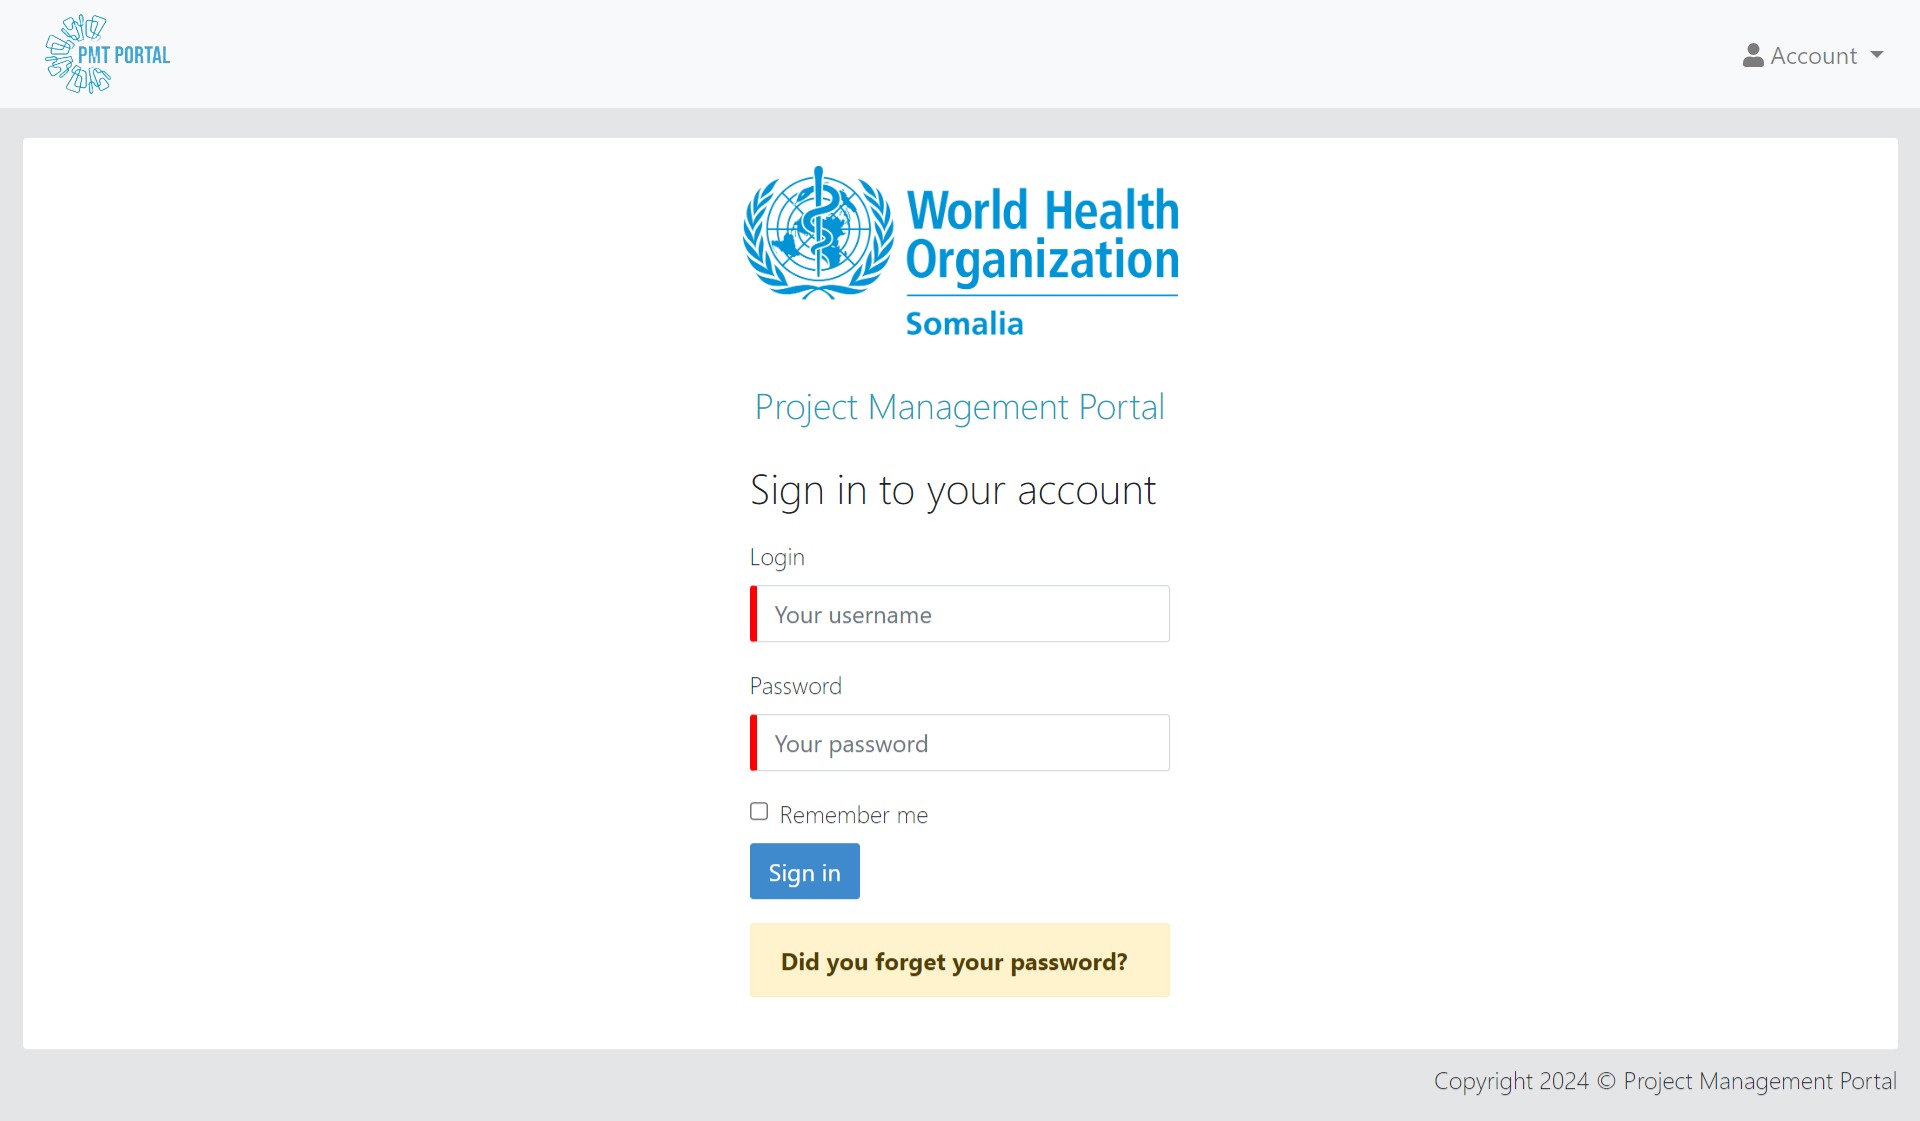 PMT PORTAL
Account
World Health
Organization
Somalia
Project Management Portal
Sign in to your account
Login
Your username
Password
Your password
Remember me
Sign in
Did you forget your password?
Copyright 2024 © Project Management Portal